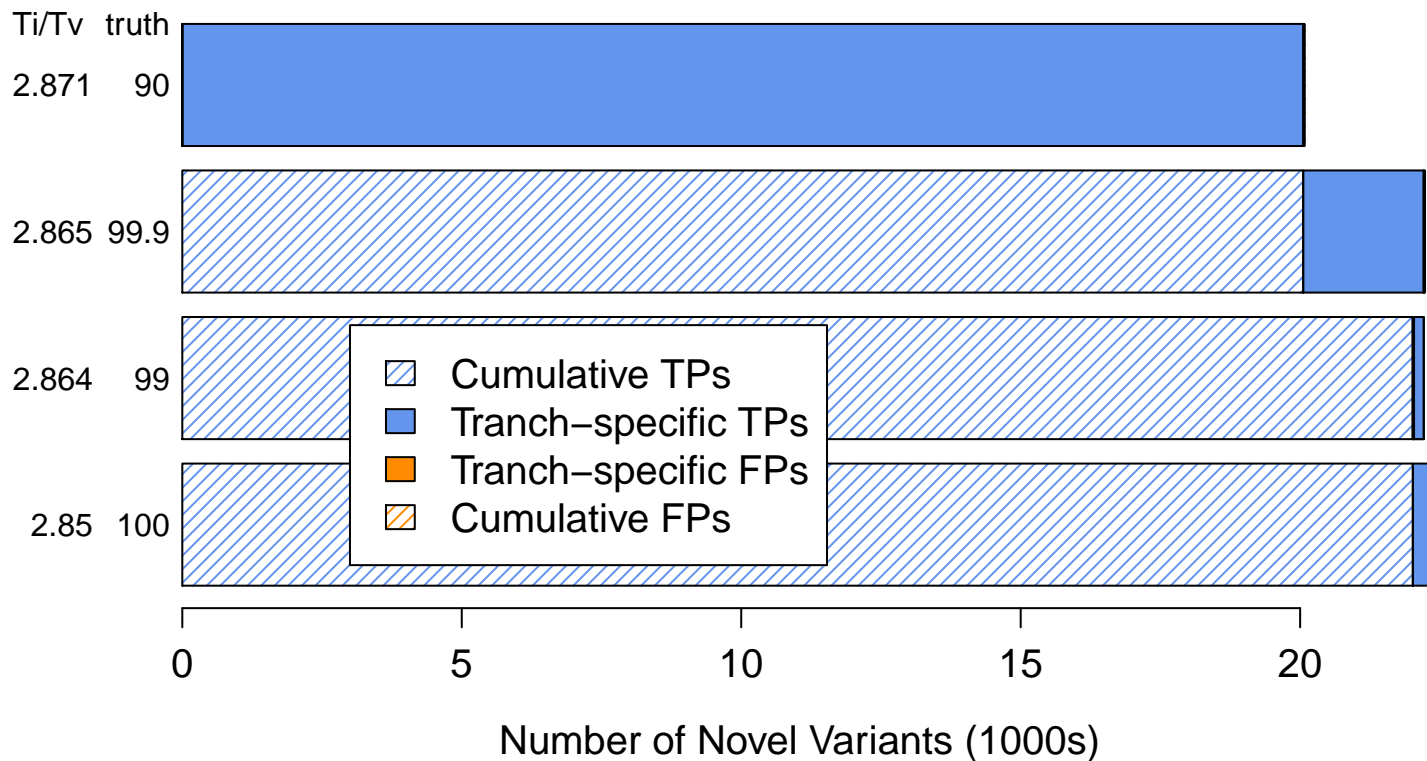 Ti/Tv truth
2.871 90
2.865 99.9
2.864 99
2.85 100
Cumulative TPs
Tranch−specific TPs
Tranch−specific FPs
Cumulative FPs
0 5 10 15 20
Number of Novel Variants (1000s)